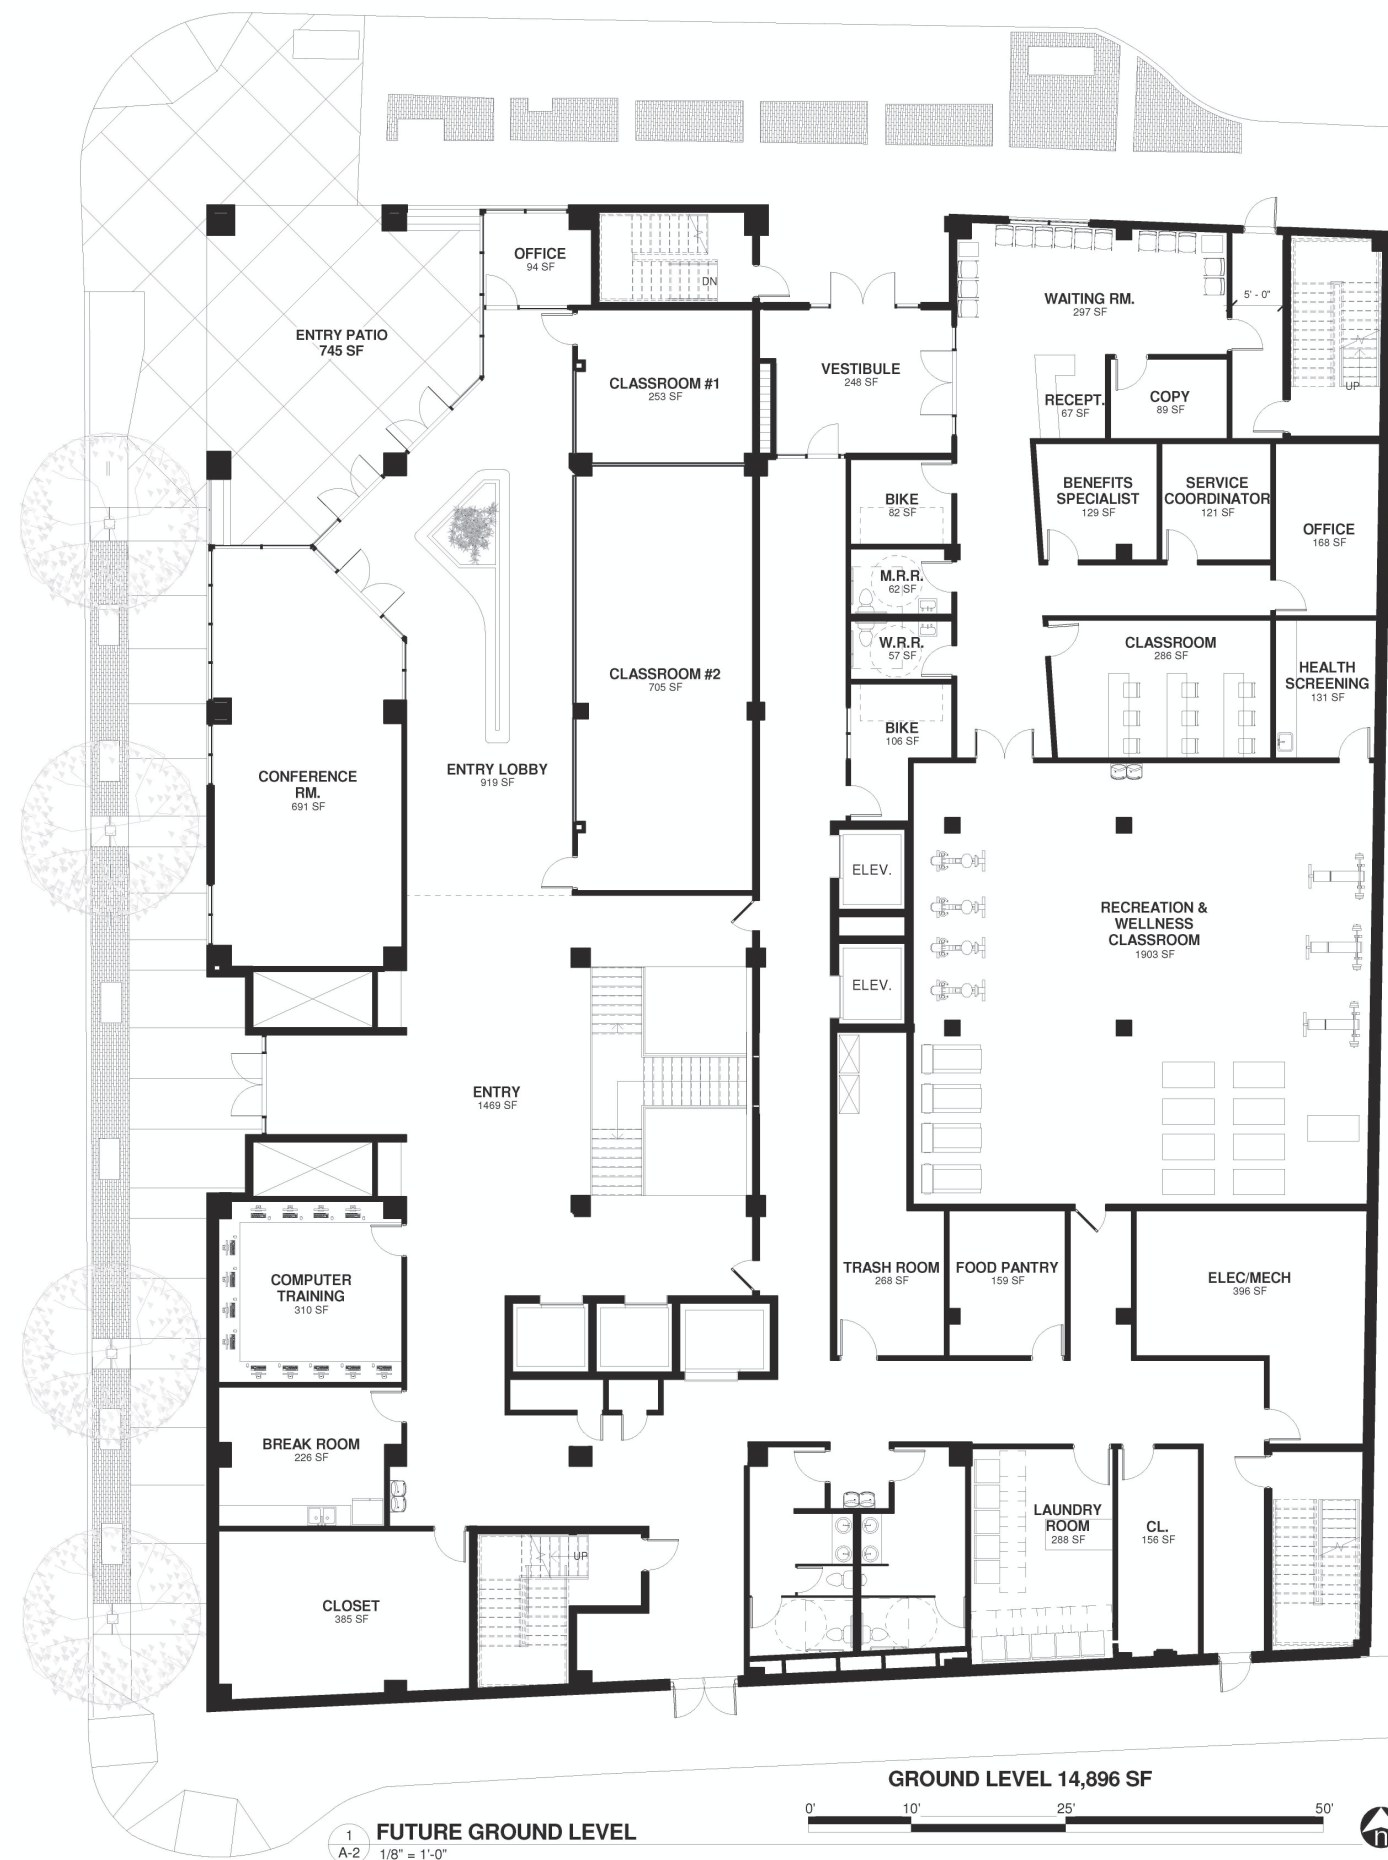 OFFICE
94 SF
DN
ENTRY PATIO
745 SF
WAITING RM.
297 SF
5' - 0"
VESTIBULE
248 SF
CLASSROOM #1
253 SF
RECEPT.
67 SF
COPY
89 SF
UP
BENEFITS
SPECIALIST
129 SF
SERVICE
COORDINATOR
121 SF
BIKE
82 SF
OFFICE
168 SF
M.R.R.
62 SF
W.R.R.
57 SF
CLASSROOM
286 SF
HEALTH
SCREENING
131 SF
CLASSROOM #2
705 SF
BIKE
106 SF
ENTRY LOBBY
919 SF
CONFERENCE
RM.
691 SF
ELEV.
RECREATION &
WELLNESS
CLASSROOM
1903 SF
ELEV.
ENTRY
1469 SF
COMPUTER
TRAINING
310 SF
TRASH ROOM
268 SF
FOOD PANTRY
159 SF
ELEC/MECH
396 SF
BREAK ROOM
226 SF
LAUNDRY
ROOM
288 SF
CL.
156 SF
UP
CLOSET
385 SF
GROUND LEVEL 14,896 SF
0' 10' 25' 50'
1
A-2
FUTURE GROUND LEVEL
1/8" = 1'-0"
n